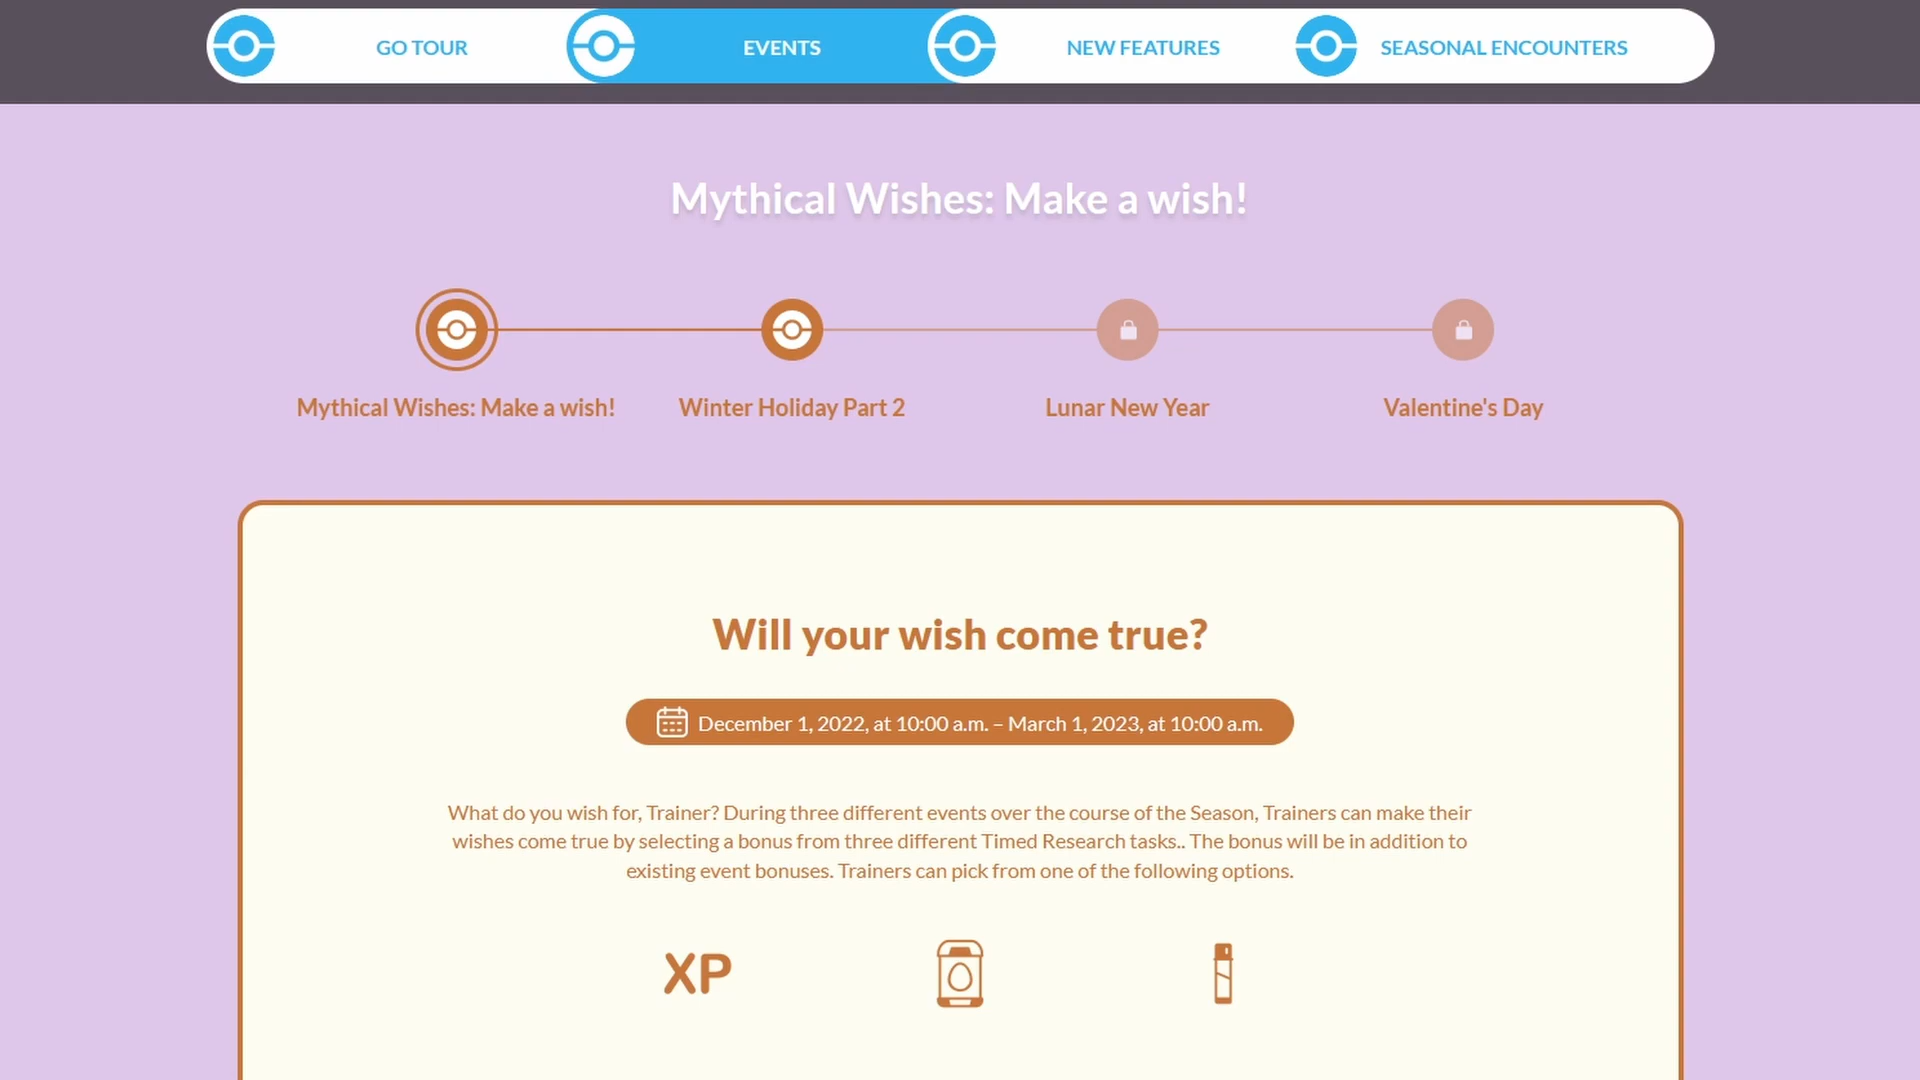 GO TOUR
EVENTS
NEW FEATURES
SEASONAL ENCOUNTERS
Mythical Wishes: Make a wish!
Mythical Wishes: Make a wish!
Winter Holiday Part 2
Lunar New Year
Valentine's Day
Will your wish come true?
December 1, 2022, at 10:00 a.m. – March 1, 2023, at 10:00 a.m.
What do you wish for, Trainer? During three different events over the course of the Season, Trainers can make their
wishes come true by selecting a bonus from three different Timed Research tasks.. The bonus will be in addition to
existing event bonuses. Trainers can pick from one of the following options.
XP